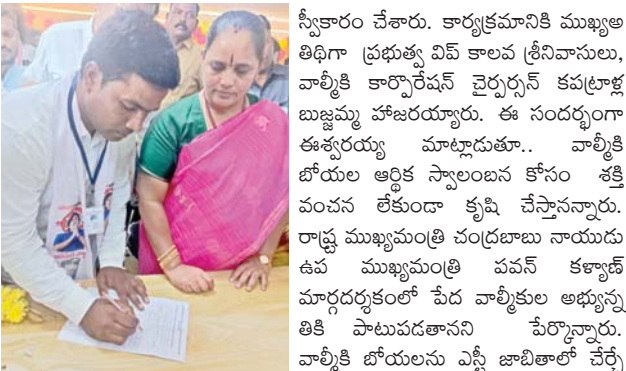 స్వీకారం చేశారు. కార్యక్రమానికి ముఖ్యఅ
తిథిగా ప్రభుత్వ విప్ కాలవ శ్రీనివాసులు,
వాల్మీకి కార్పొరేషన్ చైర్పర్సన్ కపట్రాళ్ల
బుజ్జమ్మ హాజరయ్యారు. ఈ సందర్భంగా
ఈశ్వరయ్య మాట్లాడుతూ.. వాల్మీకి
బోయల ఆర్థిక స్వాలంబన కోసం శక్తి
వంచన లేకుండా కృషి చేస్తానన్నారు.
రాష్ట్ర ముఖ్యమంత్రి చంద్రబాబు నాయుడు
ఉప ముఖ్యమంత్రి పవన్ కళ్యాణ్
మార్గదర్శకంలో పేద వాల్మీకుల అభ్యున్న
తికి పాటుపడతానని పేర్కొన్నారు.
వాల్మీకి బోయలను ఎస్టీ జాబితాలో చేర్చే